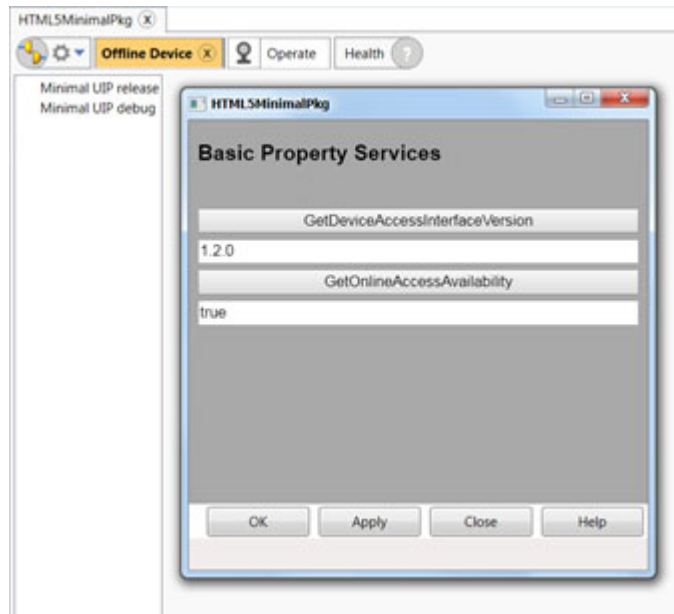 HTML5MinimalPkg X
Offline Device X Operate Health ?
Minimal UIP release
Minimal UIP debug
HTML5MinimalPkg
Basic Property Services
GetDeviceAccessInterfaceVersion
1.2.0
GetOnlineAccessAvailability
true
OK Apply Close Help